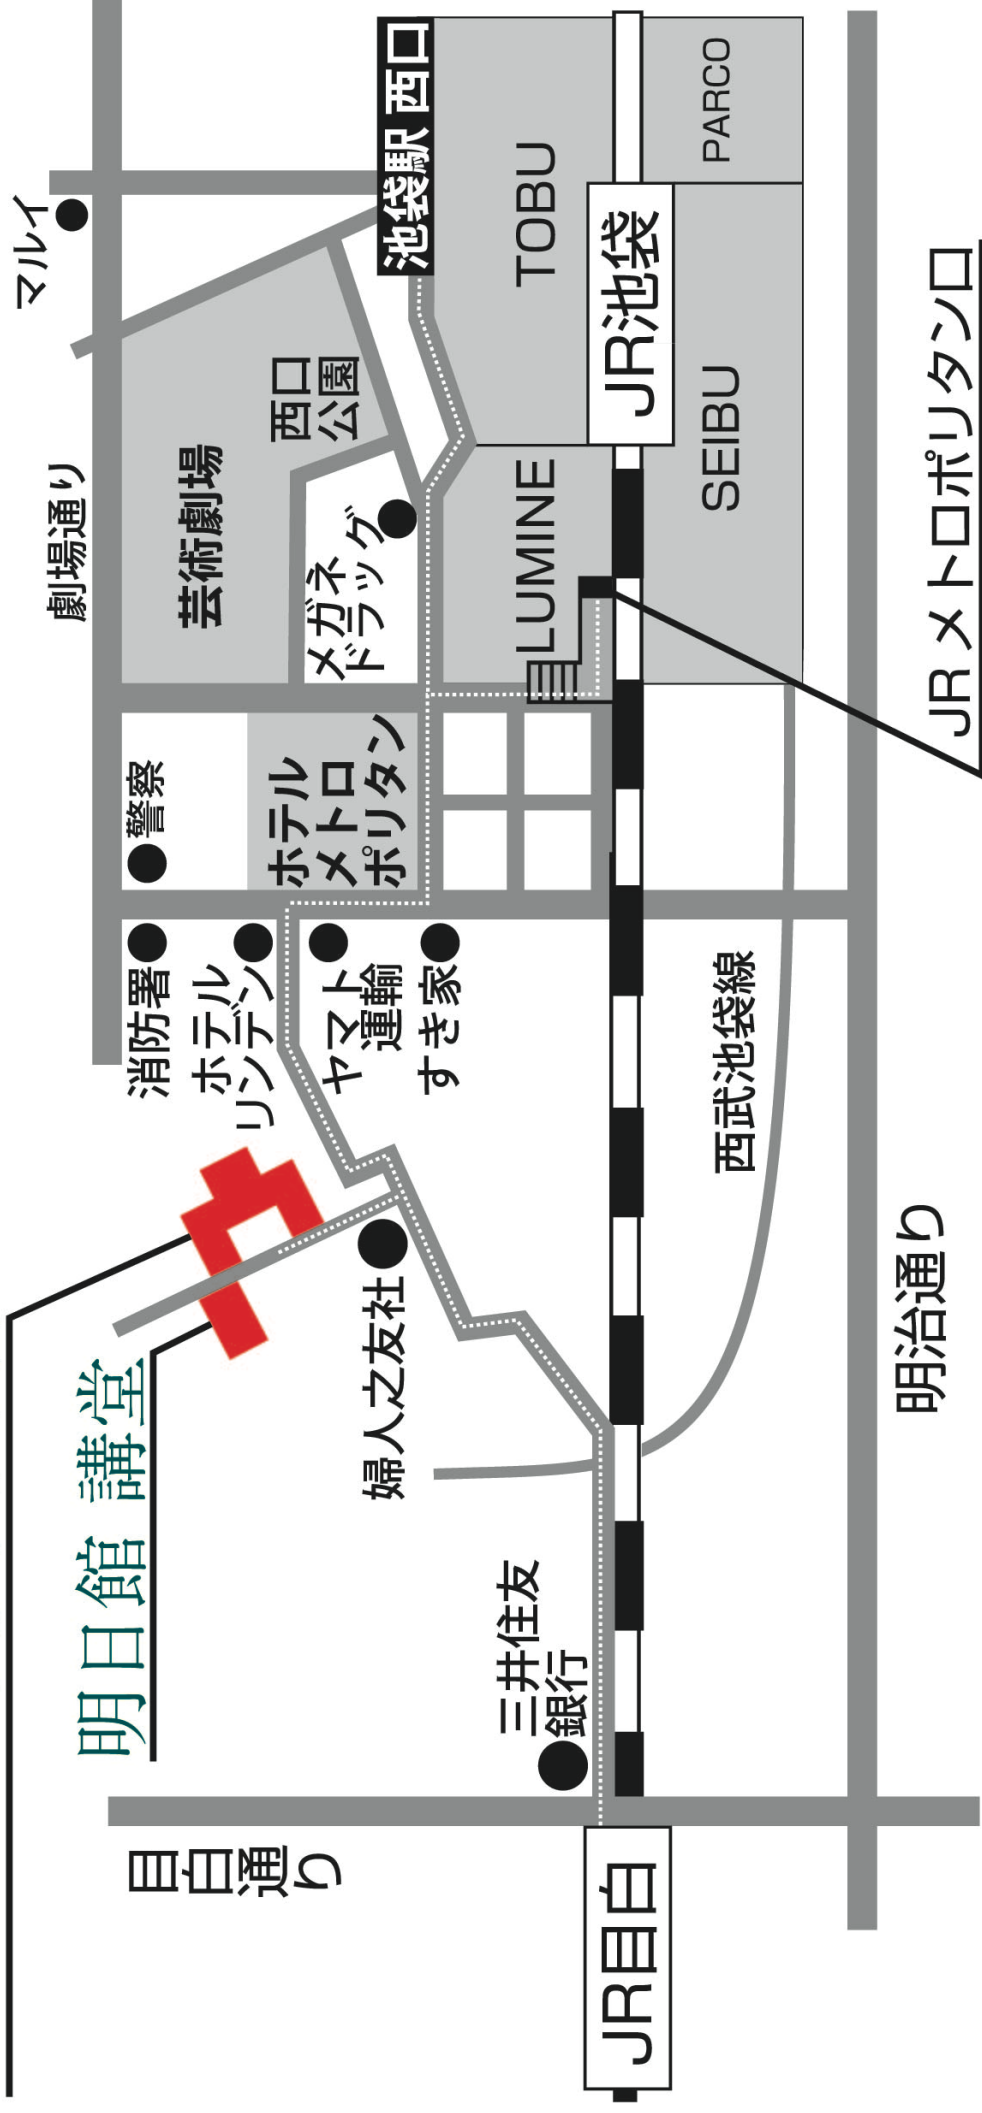 マルイ
劇場通り
芸術劇場
西口
公園
池袋駅 西口
メガネ
ドラッグ
TOBU
PARCO
JR池袋
LUMINE
SEIBU
JR メトロポリタン口
警察
ホテル
メトロ
ポリタン
消防署
ホテル
リンデン
ヤマト
運輸
すき家
西武池袋線
明治通り
婦人之友社
明日館 講堂
三井住友
銀行
目白通り
JR目白